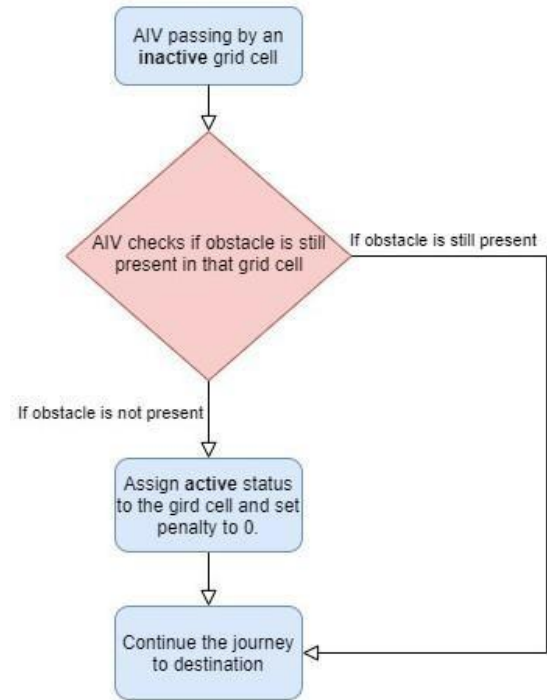 AIV passing by an
inactive grid cell
AIV checks if obstacle is still
present in that grid cell
If obstacle is still present
If obstacle is not present
Assign active status
to the gird cell and set
penalty to 0.
Continue the journey
to destination